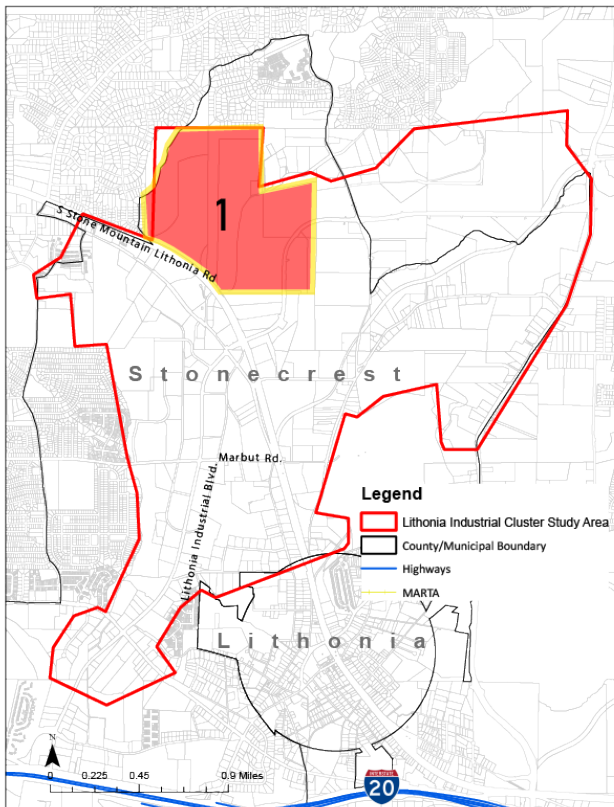 1
S Stone Mountain Lithonia Rd
Stonecrest
Marbut Rd.
Lithonia Industrial Blvd.
Legend
Lithonia Industrial Cluster Study Area
County/Municipal Boundary
Highways
MARTA
Lithonia
N
0 0.225 0.45 0.9 Miles
INTERSTATE
20